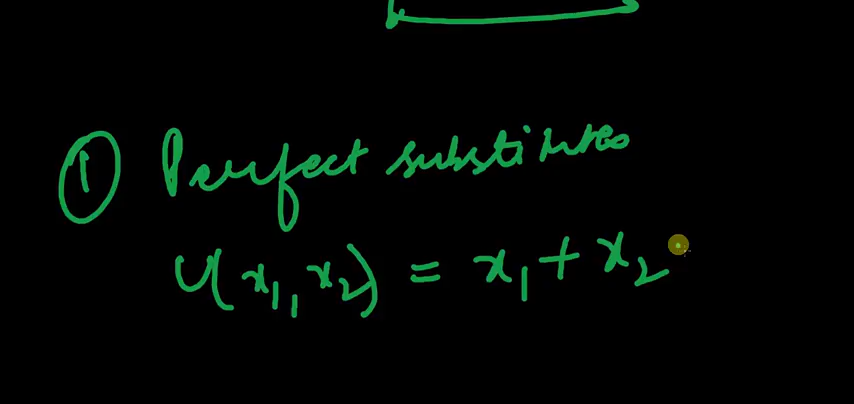 ① Perfect substitutes
U(x₁, x₂) = x₁ + x₂